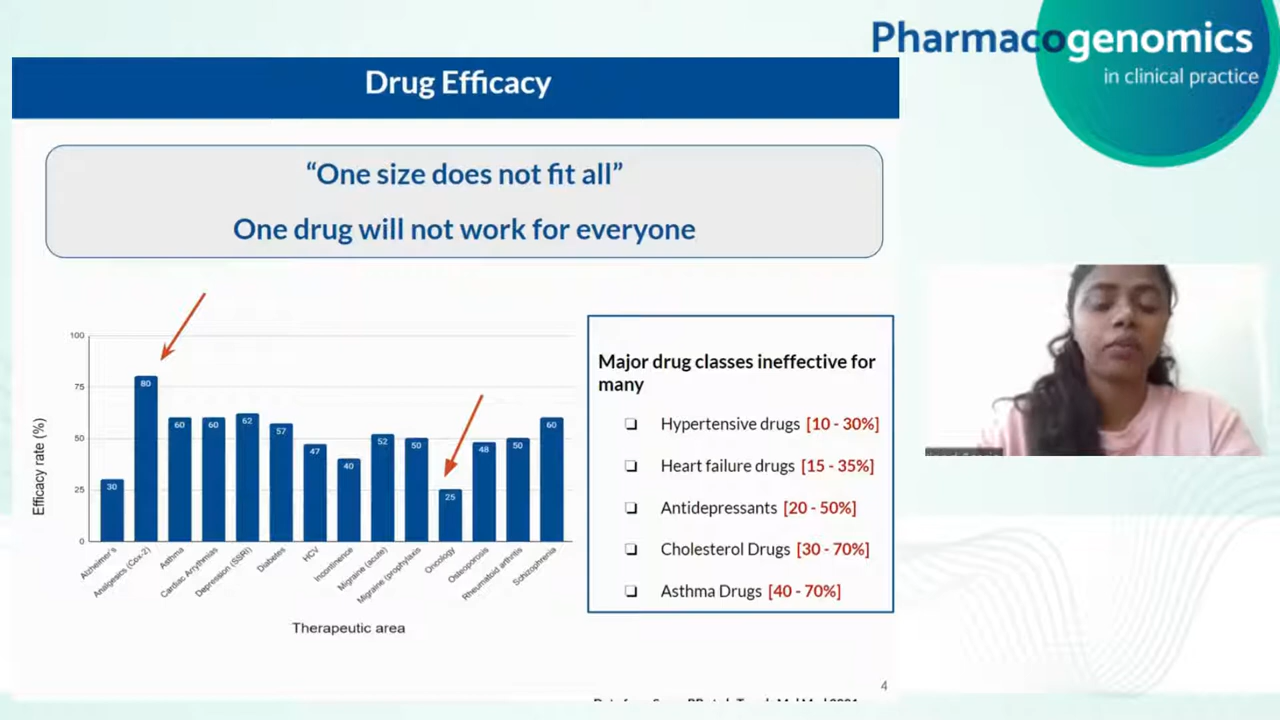 Pharmacogenomics
in clinical practice
Drug Efficacy
“One size does not fit all”
One drug will not work for everyone
100
75
50
25
0
Efficacy rate (%)
30
80
60
60
62
57
47
40
52
50
25
48
50
60
Alzheimer's
Analgesics (Cox-2)
Asthma
Cardiac Arrythmias
Depression (SSRI)
Diabetes
HCV
Incontinence
Migraine (acute)
Migraine (prophylaxis
Oncology
Osteoporosis
Rheumatoid arthritis
Schizophrenia
Therapeutic area
Major drug classes ineffective for
many
Hypertensive drugs [10 - 30%]
Heart failure drugs [15 - 35%]
Antidepressants [20 - 50%]
Cholesterol Drugs [30 - 70%]
Asthma Drugs [40 - 70%]
4